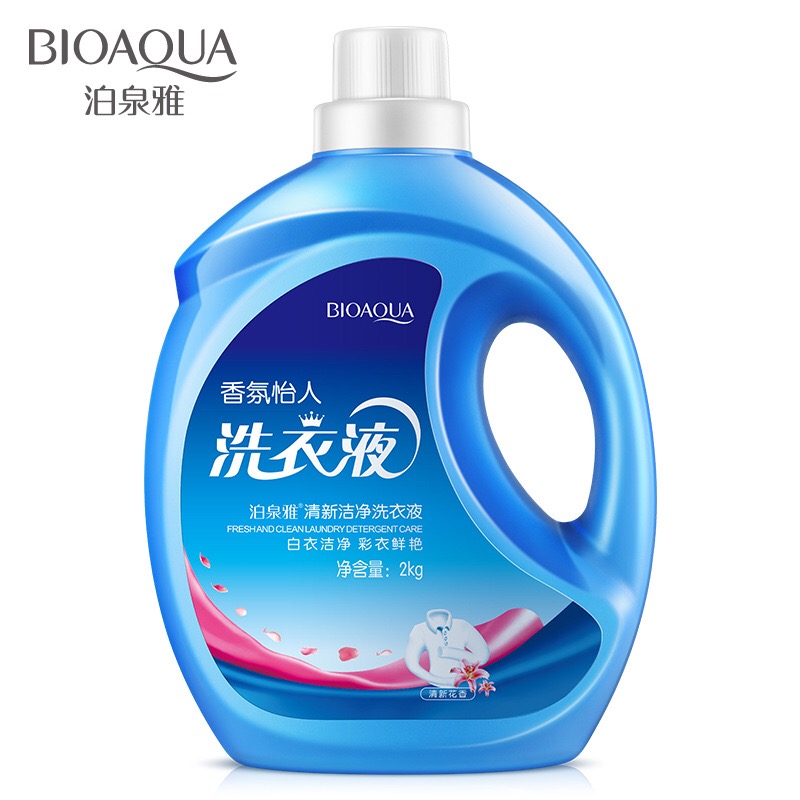 BIOAQUA
泊泉雅
BIOAQUA
香氛怡人
洗衣液
泊泉雅®清新洁净洗衣液
FRESH AND CLEAN LAUNDRY DETERGENT CARE
白衣洁净 彩衣鲜艳
净含量：2kg
清新花香